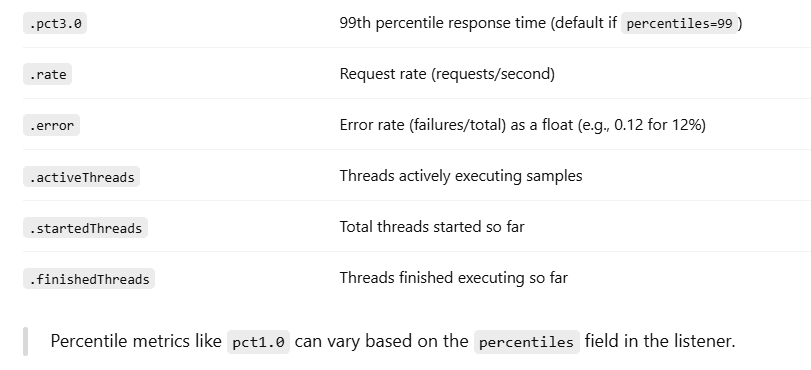 .pct3.0 99th percentile response time (default if percentiles=99 )
.rate Request rate (requests/second)
.error Error rate (failures/total) as a float (e.g., 0.12 for 12%)
.activeThreads Threads actively executing samples
.startedThreads Total threads started so far
.finishedThreads Threads finished executing so far
Percentile metrics like pct1.0 can vary based on the percentiles field in the listener.